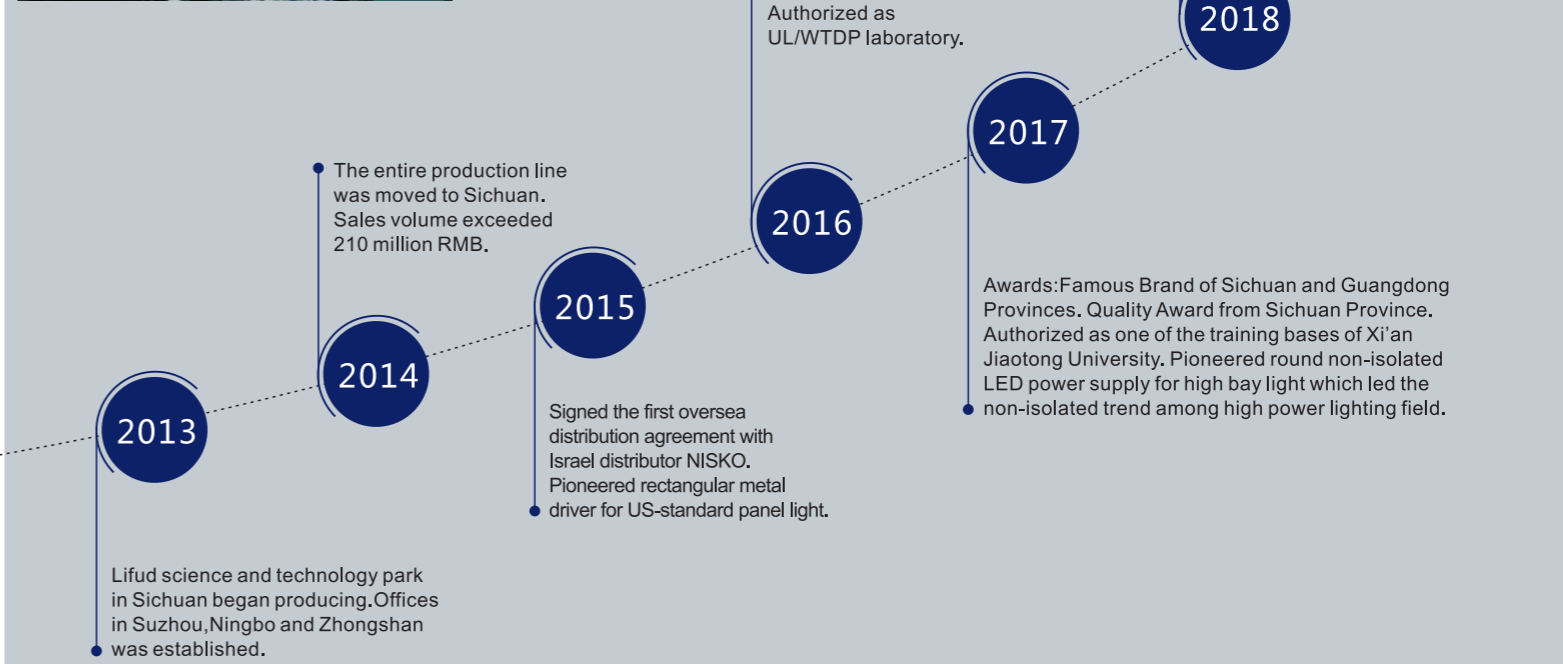 Authorized as
UL/WTDP laboratory.
2018
2017
The entire production line
was moved to Sichuan.
Sales volume exceeded
210 million RMB.
2016
2015
Awards:Famous Brand of Sichuan and Guangdong
Provinces. Quality Award from Sichuan Province.
Authorized as one of the training bases of Xi'an
Jiaotong University. Pioneered round non-isolated
LED power supply for high bay light which led the
non-isolated trend among high power lighting field.
2014
2013
Signed the first oversea
distribution agreement with
Israel distributor NISKO.
Pioneered rectangular metal
driver for US-standard panel light.
Lifud science and technology park
in Sichuan began producing.Offices
in Suzhou,Ningbo and Zhongshan
was established.